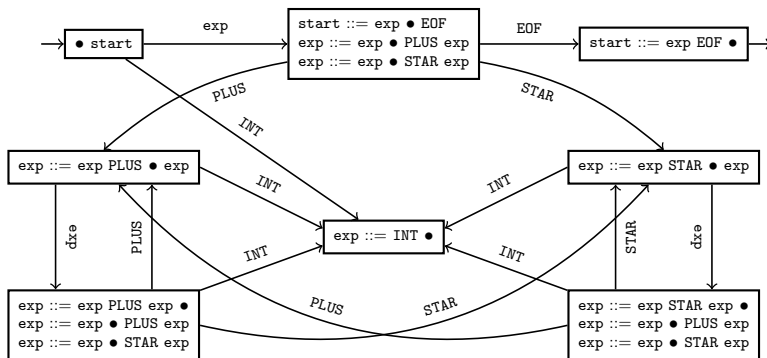 exp
EOF
● start
start ::= exp ● EOF
exp ::= exp ● PLUS exp
exp ::= exp ● STAR exp
start ::= exp EOF ●
PLUS
INT
STAR
exp ::= exp PLUS ● exp
exp ::= exp STAR ● exp
INT
INT
exp
PLUS
exp ::= INT ●
STAR
exp
INT
INT
exp ::= exp PLUS exp ●
exp ::= exp ● PLUS exp
exp ::= exp ● STAR exp
PLUS
STAR
exp ::= exp STAR exp ●
exp ::= exp ● PLUS exp
exp ::= exp ● STAR exp